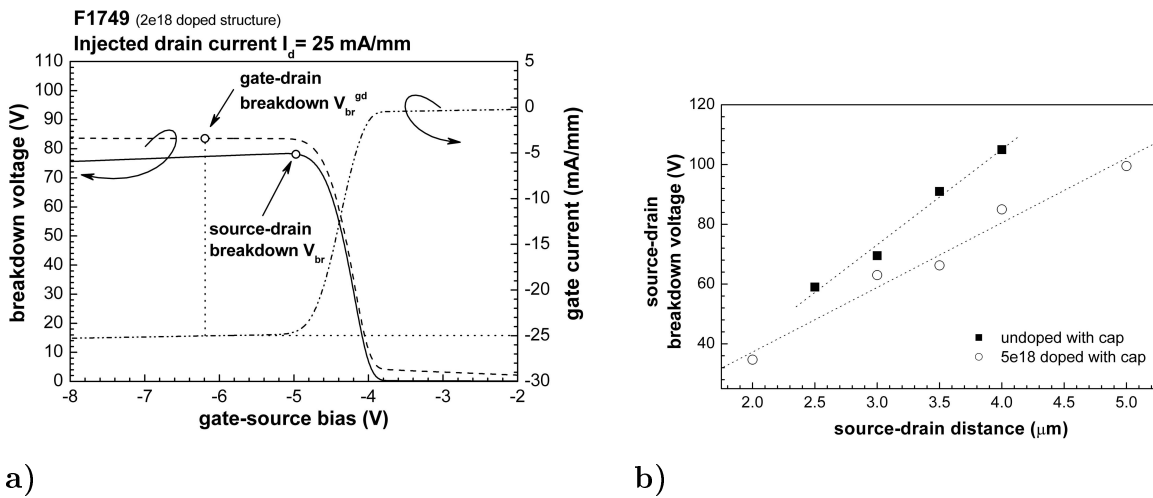 F1749 (2e18 doped structure)
Injected drain current I_d= 25 mA/mm
110
100
90
80
70
60
50
40
30
20
10
0
breakdown voltage (V)
gate-drain
breakdown V_br^gd
source-drain
breakdown V_br
5
0
-5
-10
-15
-20
-25
-30
gate current (mA/mm)
-8
-7
-6
-5
-4
-3
-2
gate-source bias (V)
a)
120
100
80
60
40
source-drain
breakdown voltage (V)
undoped with cap
5e18 doped with cap
2.0
2.5
3.0
3.5
4.0
5.0
source-drain distance (μm)
b)